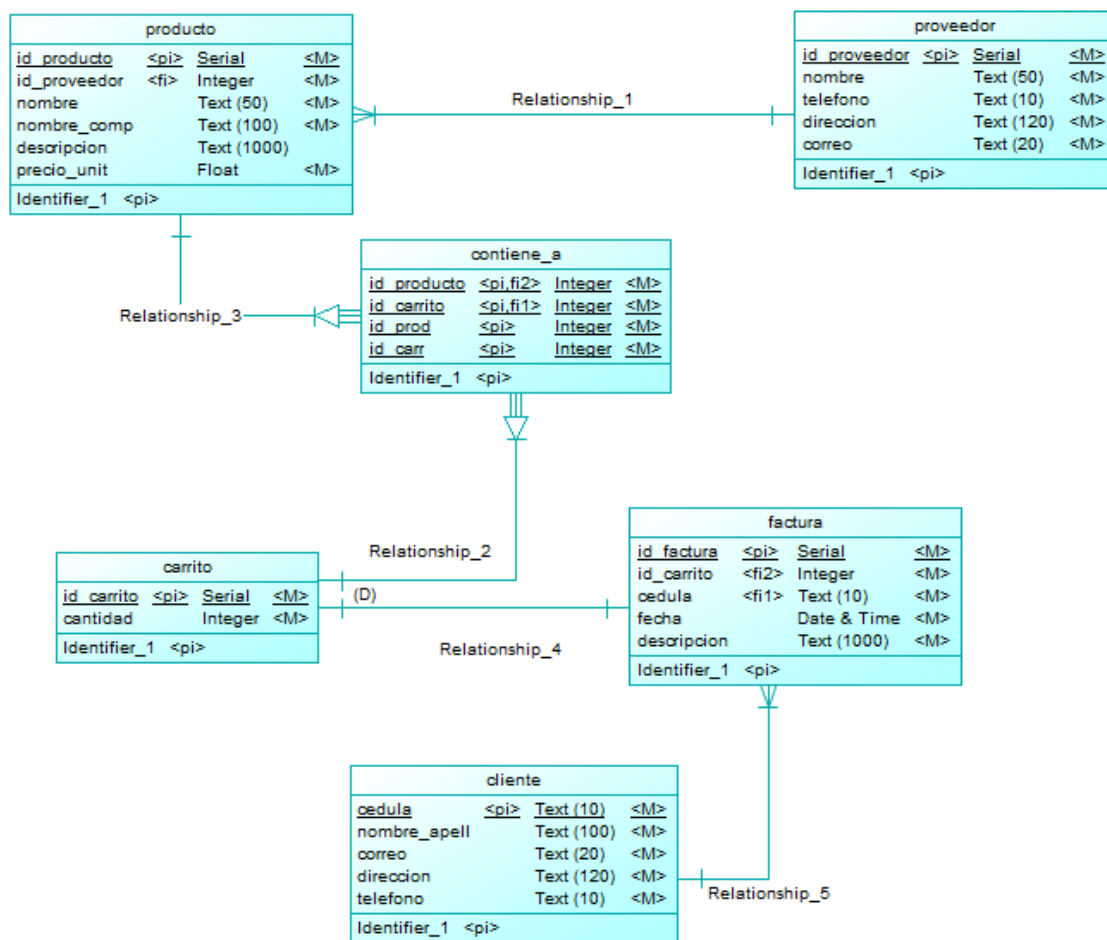 producto
id_producto <pi> Serial <M>
id_proveedor <fi> Integer <M>
nombre Text (50) <M>
nombre_comp Text (100) <M>
descripcion Text (1000)
precio_unit Float <M>
Identifier_1 <pi>
Relationship_1
proveedor
id_proveedor <pi> Serial <M>
nombre Text (50) <M>
telefono Text (10) <M>
direccion Text (120) <M>
correo Text (20) <M>
Identifier_1 <pi>
Relationship_3
contiene_a
id_producto <pi,fi2> Integer <M>
id_carrito <pi,fi1> Integer <M>
id_prod <pi> Integer <M>
id_carr <pi> Integer <M>
Identifier_1 <pi>
Relationship_2
carrito
id_carrito <pi> Serial <M>
cantidad Integer <M>
Identifier_1 <pi>
(D)
Relationship_4
factura
id_factura <pi> Serial <M>
id_carrito <fi2> Integer <M>
cedula <fi1> Text (10) <M>
fecha Date & Time <M>
descripcion Text (1000) <M>
Identifier_1 <pi>
cliente
cedula <pi> Text (10) <M>
nombre_apell Text (100) <M>
correo Text (20) <M>
direccion Text (120) <M>
telefono Text (10) <M>
Identifier_1 <pi>
Relationship_5